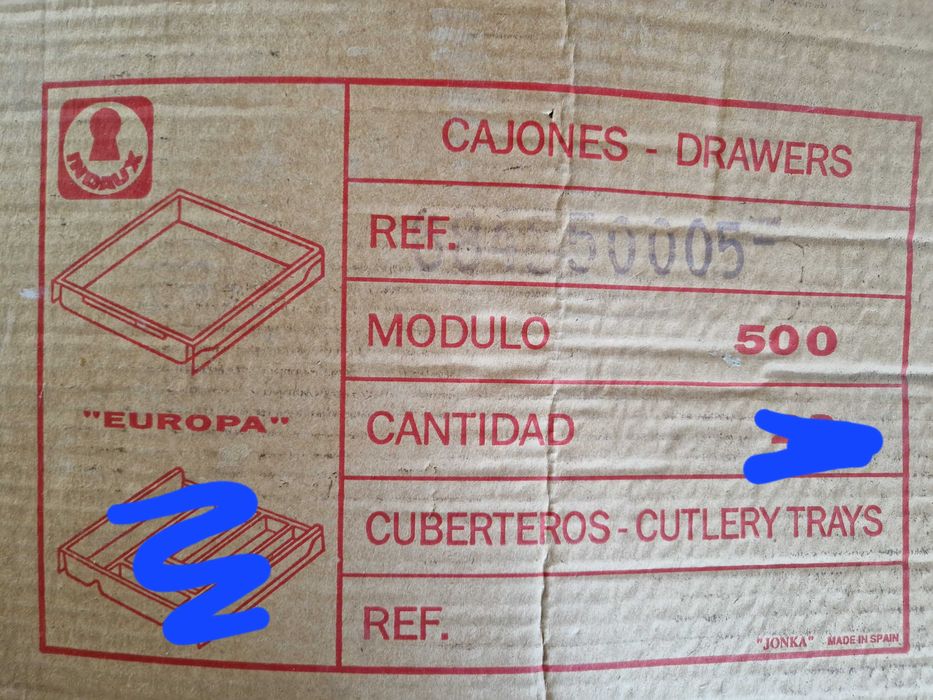 INDAUX
CAJONES - DRAWERS
REF.
MODULO 500
"EUROPA"
CANTIDAD
CUBERTEROS - CUTLERY TRAYS
REF.
"JONKA" MADE IN SPAIN